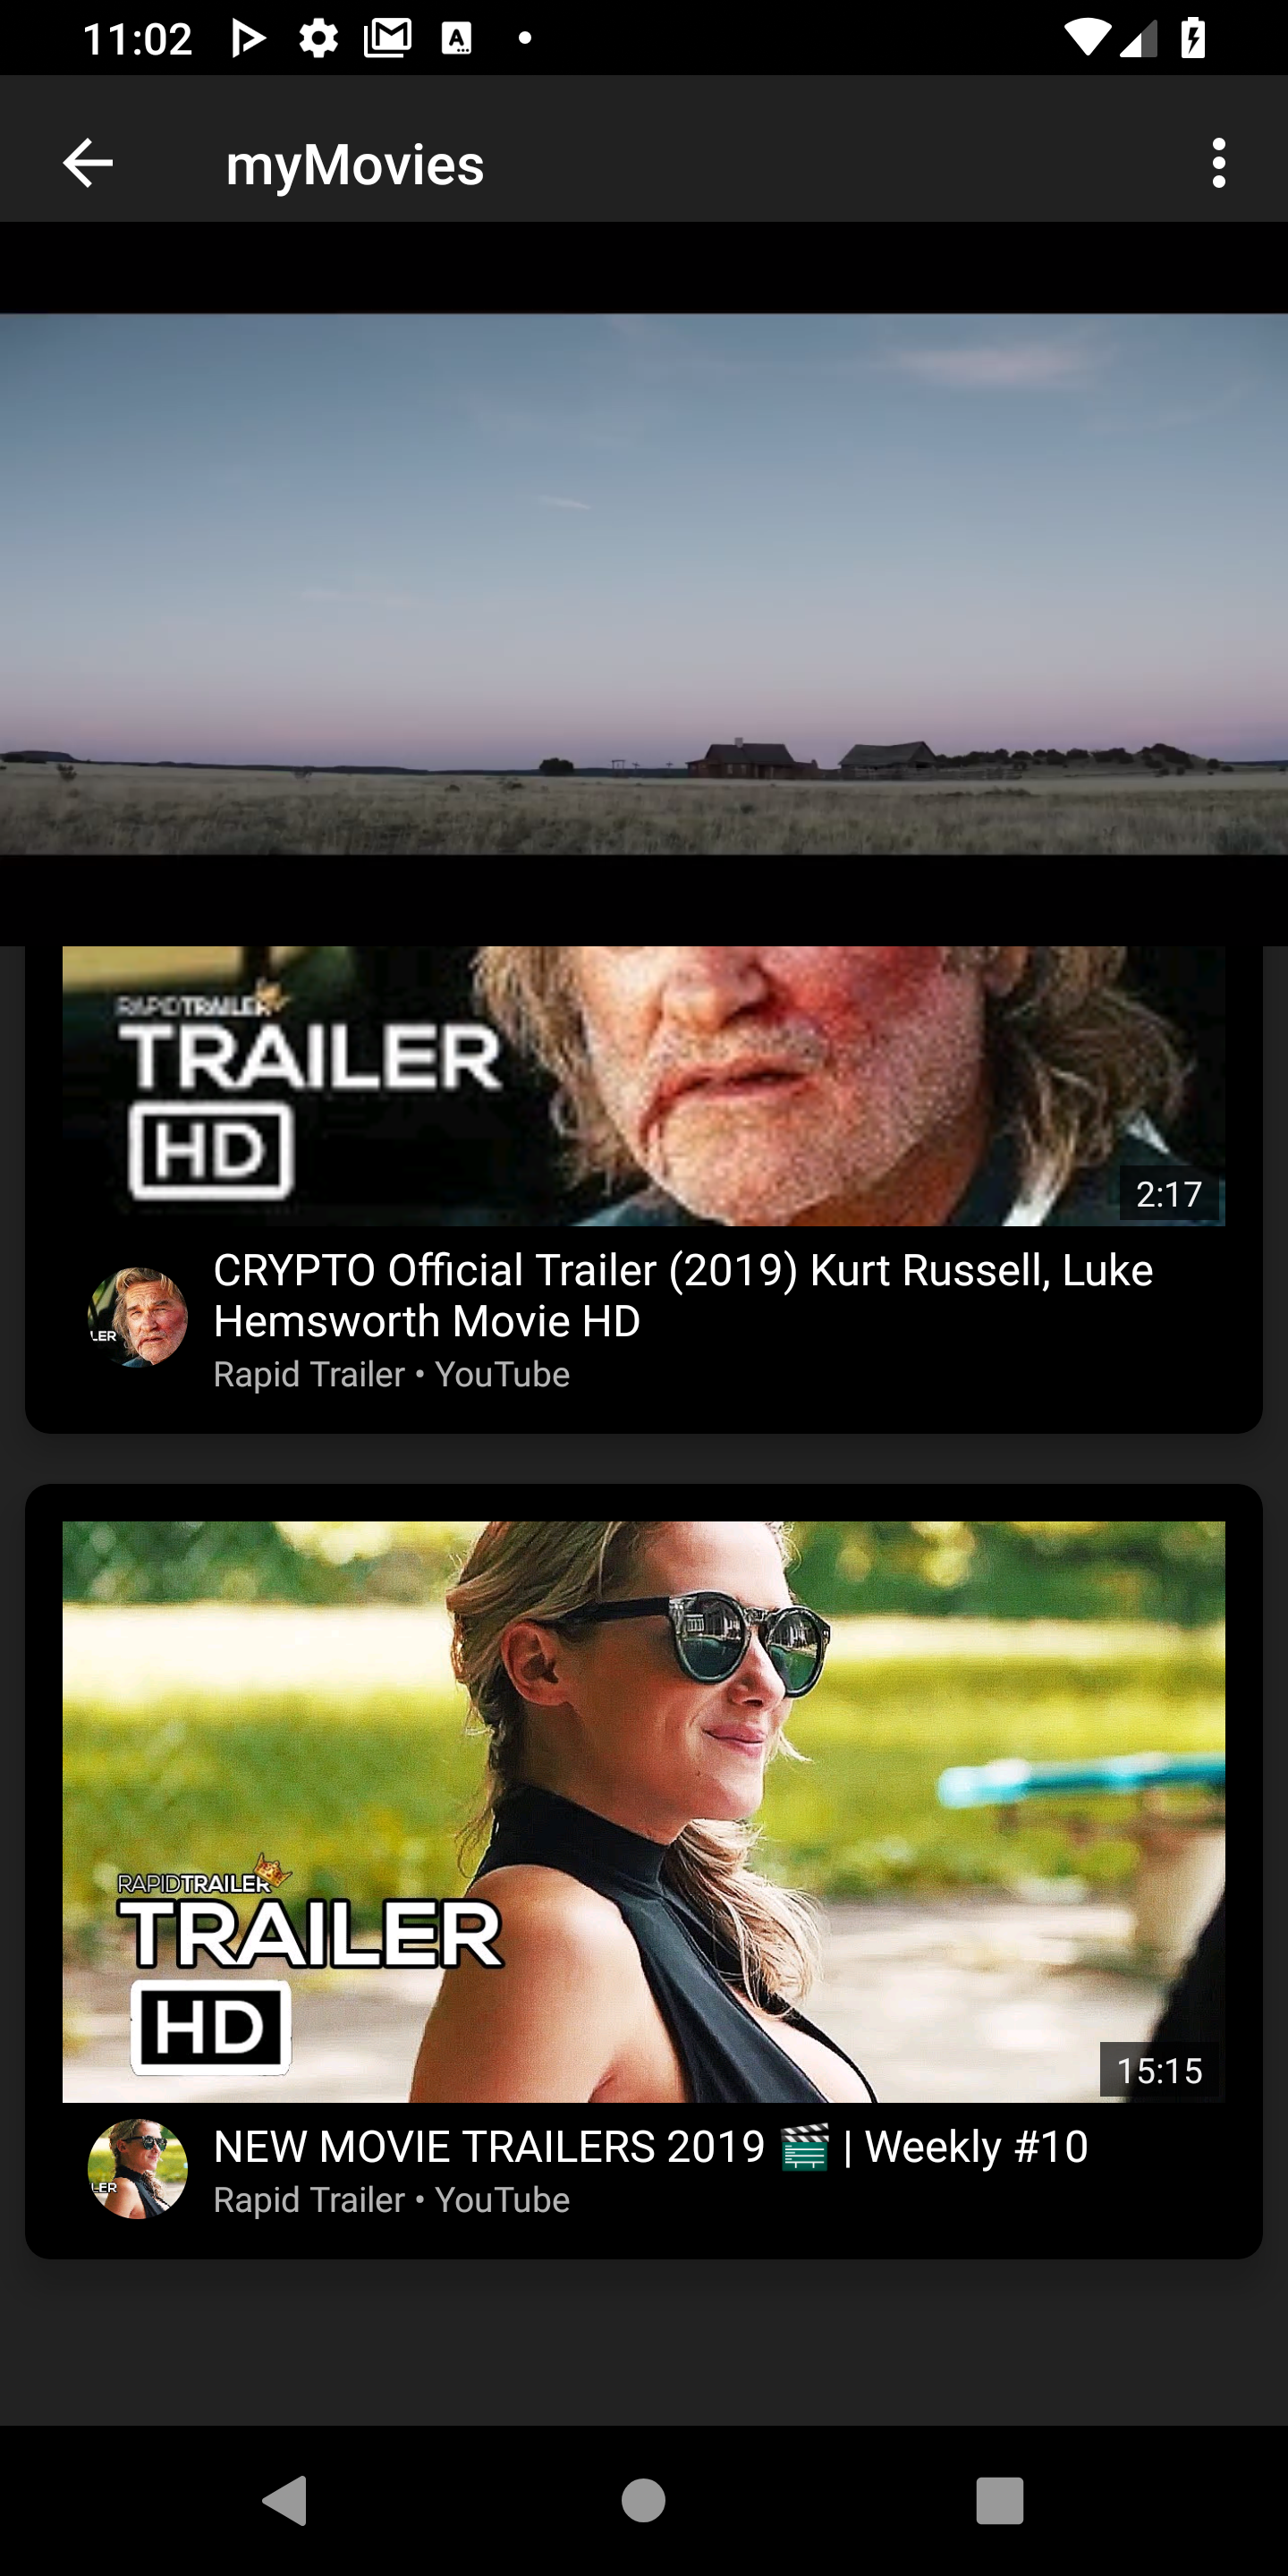 11:02
myMovies
RAPIDTRAILER
TRAILER
HD
2:17
LER
CRYPTO Official Trailer (2019) Kurt Russell, Luke
Hemsworth Movie HD
Rapid Trailer • YouTube
RAPIDTRAILER
TRAILER
HD
15:15
LER
NEW MOVIE TRAILERS 2019 🎬 | Weekly #10
Rapid Trailer • YouTube